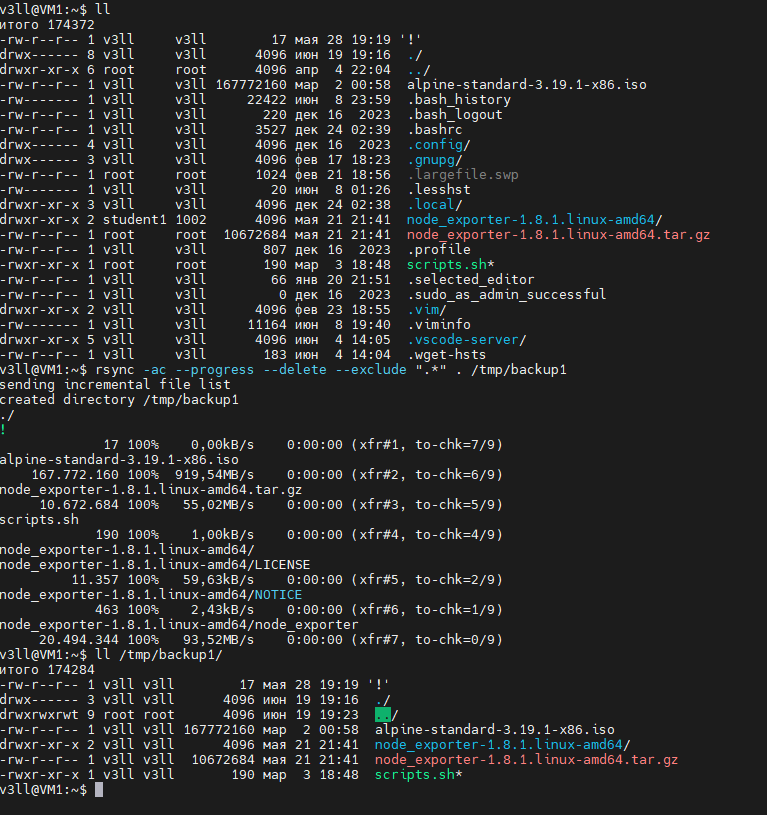 v3ll@VM1:~$ ll
итого 174372
-rw-r--r-- 1 v3ll     v3ll        17 мая 28 19:19 '!'
drwx------ 8 v3ll     v3ll      4096 июн 19 19:16 ./
drwxr-xr-x 6 root     root      4096 апр  4 22:04 ../
-rw-r--r-- 1 v3ll     v3ll 167772160 мар  2 00:58 alpine-standard-3.19.1-x86.iso
-rw------- 1 v3ll     v3ll     22422 июн  8 23:59 .bash_history
-rw-r--r-- 1 v3ll     v3ll       220 дек 16  2023 .bash_logout
-rw-r--r-- 1 v3ll     v3ll      3527 дек 24 02:39 .bashrc
drwx------ 4 v3ll     v3ll      4096 дек 16  2023 .config/
drwx------ 3 v3ll     v3ll      4096 фев 17 18:23 .gnupg/
-rw-r--r-- 1 root     root      1024 фев 21 18:56 .largefile.swp
-rw------- 1 v3ll     v3ll        20 июн  8 01:26 .lesshst
drwxr-xr-x 3 v3ll     v3ll      4096 дек 24 02:38 .local/
drwxr-xr-x 2 student1 1002      4096 мая 21 21:41 node_exporter-1.8.1.linux-amd64/
-rw-r--r-- 1 root     root  10672684 мая 21 21:41 node_exporter-1.8.1.linux-amd64.tar.gz
-rw-r--r-- 1 v3ll     v3ll       807 дек 16  2023 .profile
-rwxr-xr-x 1 root     root       190 мар  3 18:48 scripts.sh*
-rw-r--r-- 1 v3ll     v3ll        66 янв 20 21:51 .selected_editor
-rw-r--r-- 1 v3ll     v3ll         0 дек 16  2023 .sudo_as_admin_successful
drwxr-xr-x 2 v3ll     v3ll      4096 фев 23 18:55 .vim/
-rw------- 1 v3ll     v3ll     11164 июн  8 19:40 .viminfo
drwxr-xr-x 5 v3ll     v3ll      4096 июн  4 14:05 .vscode-server/
-rw-r--r-- 1 v3ll     v3ll       183 июн  4 14:04 .wget-hsts
v3ll@VM1:~$ rsync -ac --progress --delete --exclude ".*" . /tmp/backup1
sending incremental file list
created directory /tmp/backup1
./
!
17 100%    0,00kB/s    0:00:00 (xfr#1, to-chk=7/9)
alpine-standard-3.19.1-x86.iso
167.772.160 100%  919,54MB/s    0:00:00 (xfr#2, to-chk=6/9)
node_exporter-1.8.1.linux-amd64.tar.gz
10.672.684 100%   55,02MB/s    0:00:00 (xfr#3, to-chk=5/9)
scripts.sh
190 100%    1,00kB/s    0:00:00 (xfr#4, to-chk=4/9)
node_exporter-1.8.1.linux-amd64/
node_exporter-1.8.1.linux-amd64/LICENSE
11.357 100%   59,63kB/s    0:00:00 (xfr#5, to-chk=2/9)
node_exporter-1.8.1.linux-amd64/NOTICE
463 100%    2,43kB/s    0:00:00 (xfr#6, to-chk=1/9)
node_exporter-1.8.1.linux-amd64/node_exporter
20.494.344 100%   93,52MB/s    0:00:00 (xfr#7, to-chk=0/9)
v3ll@VM1:~$ ll /tmp/backup1/
итого 174284
-rw-r--r-- 1 v3ll v3ll        17 мая 28 19:19 '!'
drwx------ 3 v3ll v3ll      4096 июн 19 19:16 ./
drwxrwxrwt 9 root root      4096 июн 19 19:23 ../
-rw-r--r-- 1 v3ll v3ll 167772160 мар  2 00:58 alpine-standard-3.19.1-x86.iso
drwxr-xr-x 2 v3ll v3ll      4096 мая 21 21:41 node_exporter-1.8.1.linux-amd64/
-rw-r--r-- 1 v3ll v3ll  10672684 мая 21 21:41 node_exporter-1.8.1.linux-amd64.tar.gz
-rwxr-xr-x 1 v3ll v3ll       190 мар  3 18:48 scripts.sh*
v3ll@VM1:~$